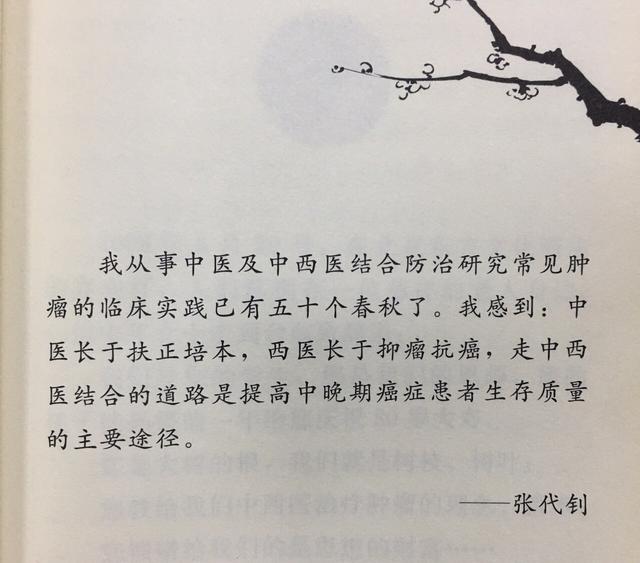 我从事中医及中西医结合防治研究常见肿
瘤的临床实践已有五十个春秋了。我感到：中
医长于扶正培本，西医长于抑瘤抗癌，走中西
医结合的道路是提高中晚期癌症患者生存质量
的主要途径。
——张代钊